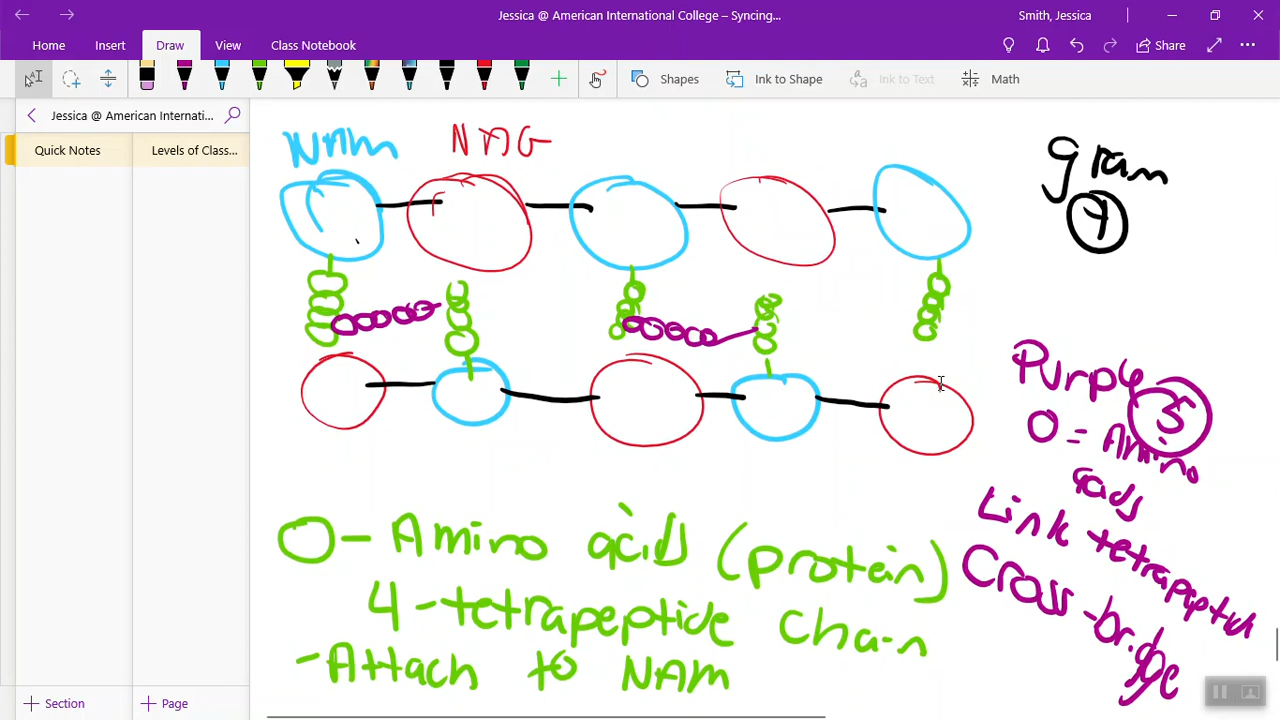 Jessica @ American International College – Syncing...
Smith, Jessica
Home Insert Draw View Class Notebook
Share
Shapes Ink to Shape Ink to Text Math
Jessica @ American Internati...
Quick Notes
Levels of Class...
NAM NAG
gram
+
Purple 5
O = Amino
acids
Link tetrapeptide
Cross-bridge
O - Amino acids (protein)
4 - tetrapeptide Chain
- Attach to NAM
Section Page